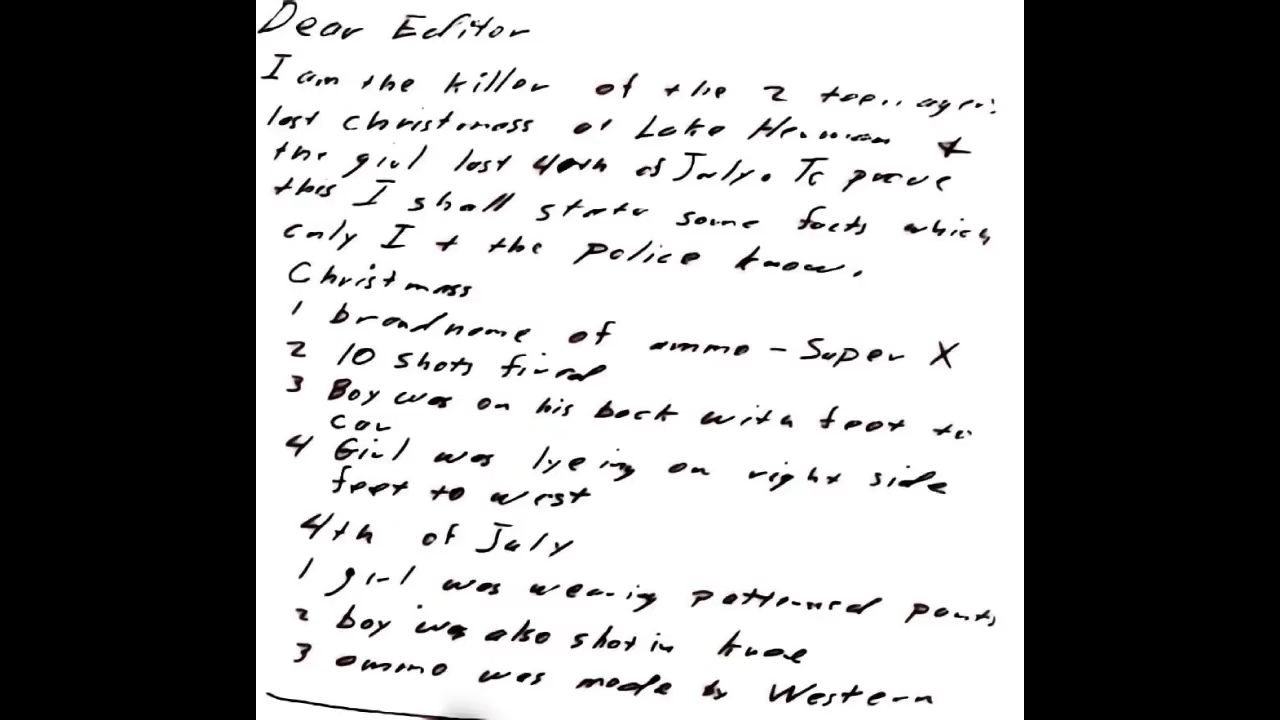 Dear Editor
I am the killer of the 2 teenagers
last christmass at Lake Herman +
the girl last 4th of July. To prove
this I shall state some facts which
only I + the police know.
Christmass
1 brand name of ammo - Super X
2 10 shots fired
3 Boy was on his back with feet to
car
4 Girl was lyeing on right side
feet to west
4th of July
1 girl was wearing patterned pants
2 boy was also shot in knee
3 ammo was made by Western